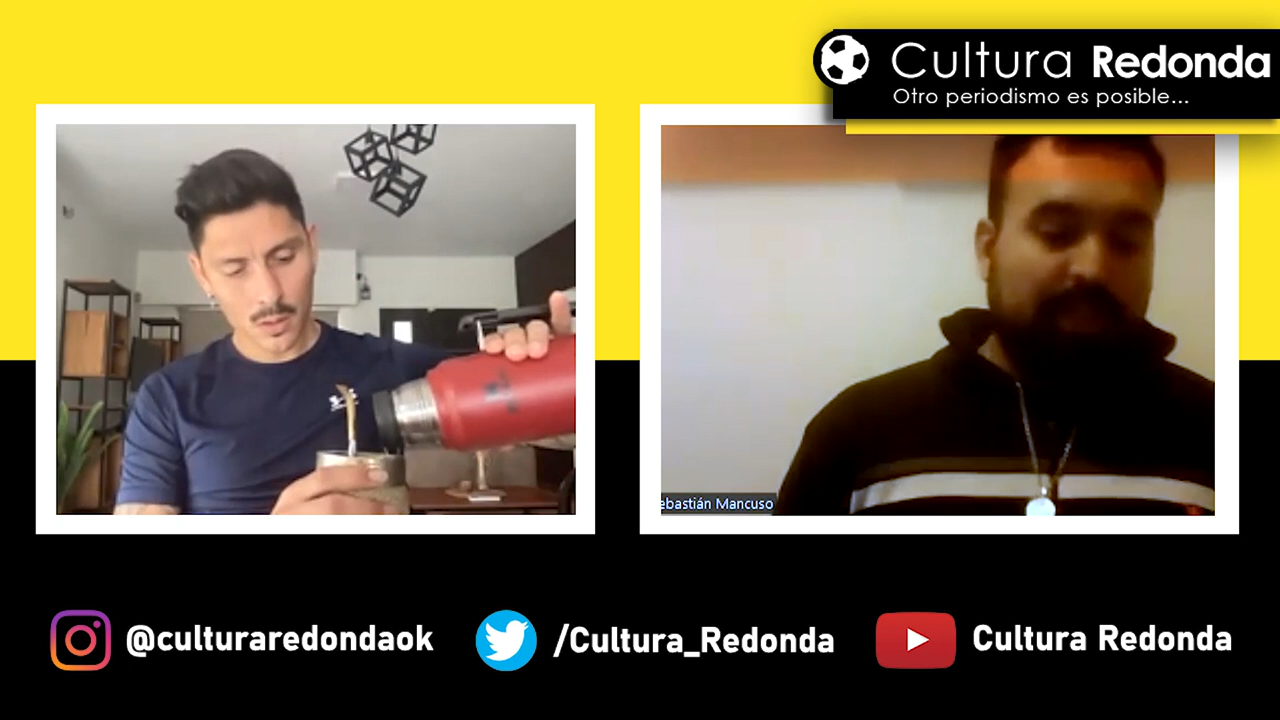 Cultura Redonda
Otro periodismo es posible...
ebastián Mancuso
@culturaredondaok
/Cultura_Redonda
Cultura Redonda